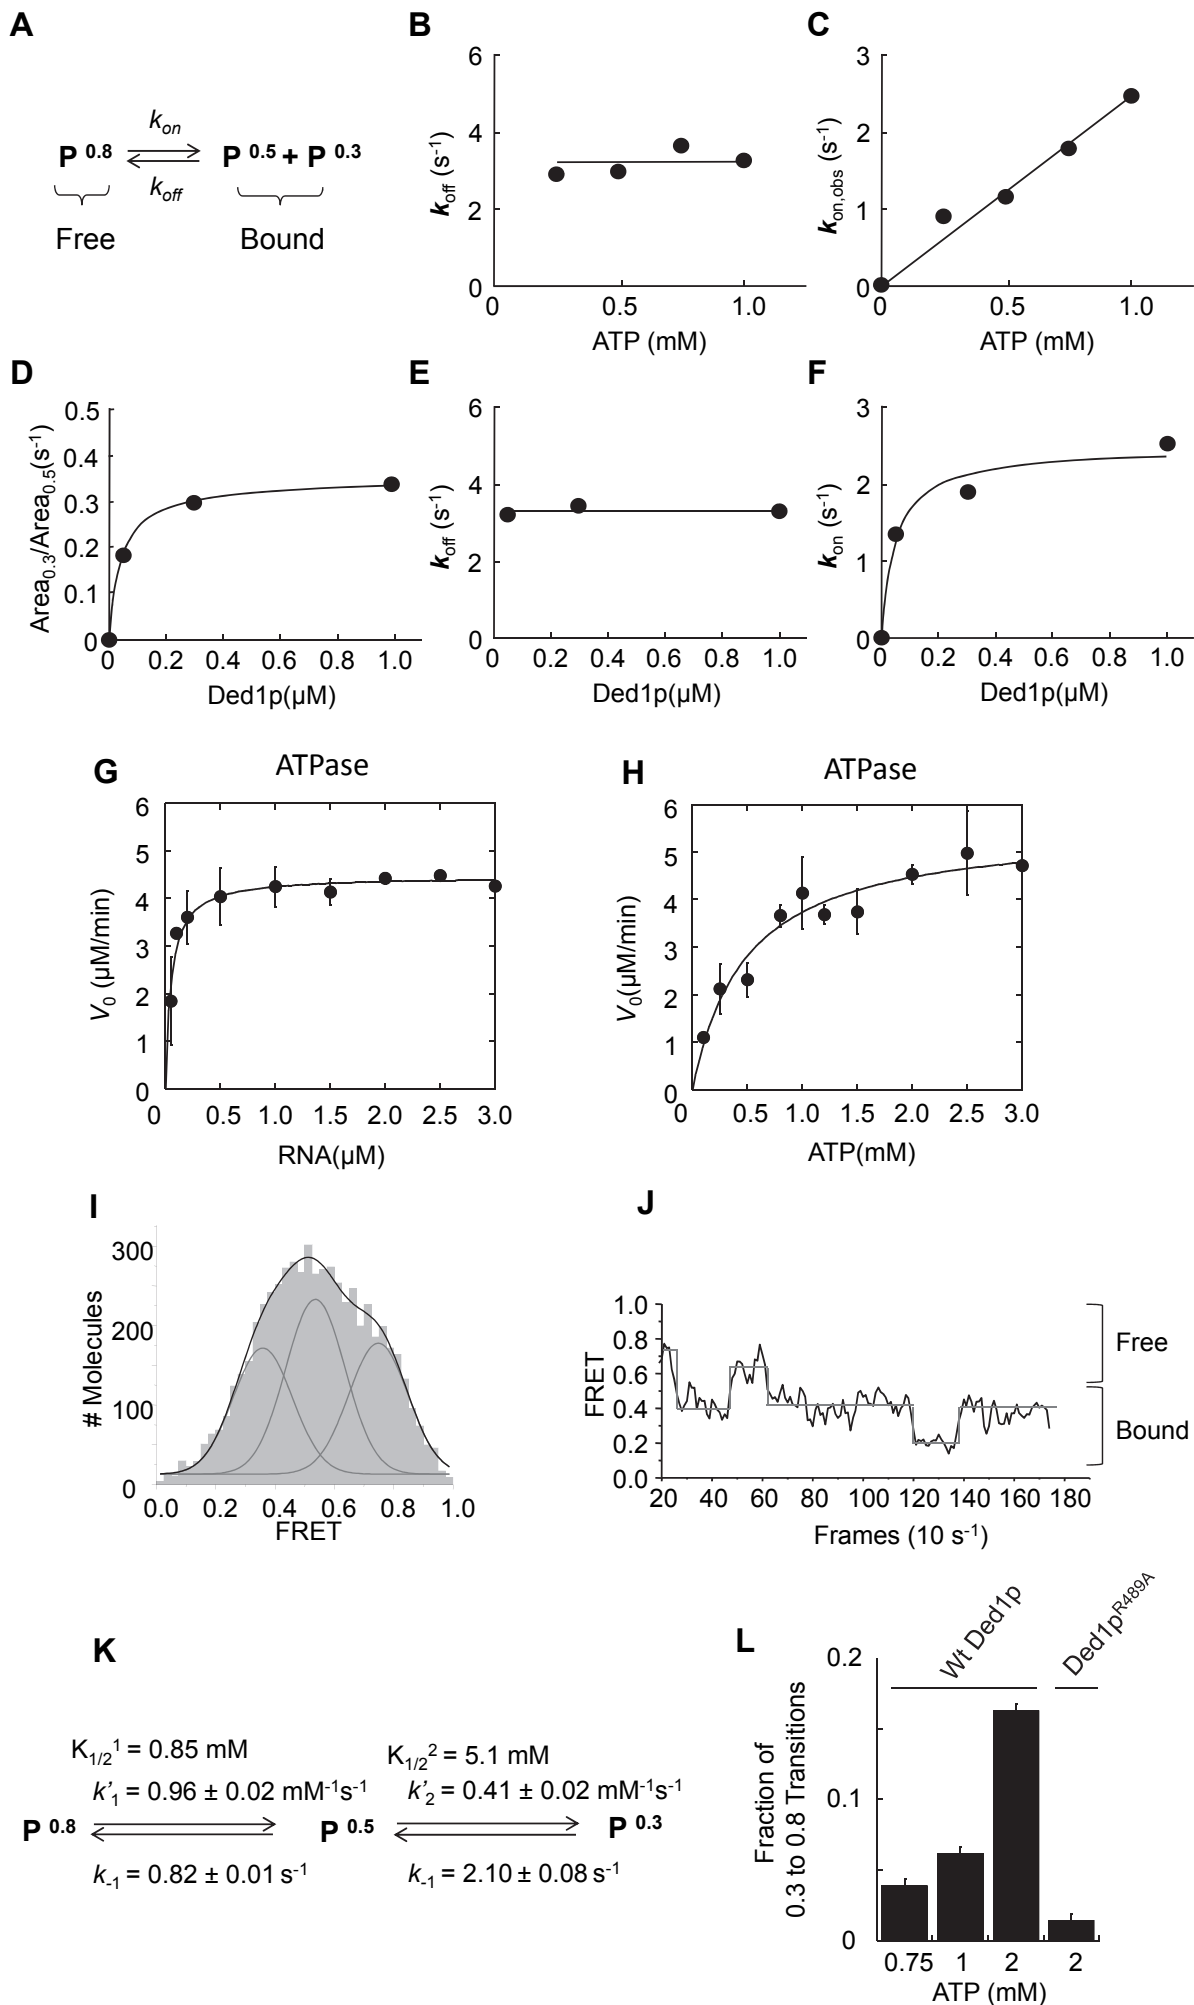 A
P 0.8 kon koff P 0.5 + P 0.3
Free Bound
B
6
4
2
0
koff (s-1)
0 0.5 1.0
ATP (mM)
C
3
2
1
0
kon,obs (s-1)
0 0.5 1.0
ATP (mM)
D
0.5
0.4
0.3
0.2
0.1
0
Area0.3/Area0.5(s-1)
0 0.2 0.4 0.6 0.8 1.0
Ded1p(µM)
E
6
4
2
0
koff (s-1)
0.2 0.4 0.6 0.8 1.0
Ded1p(µM)
F
3
2
1
0
kon (s-1)
0 0.2 0.4 0.6 0.8 1.0
Ded1p(µM)
G
ATPase
6
5
4
3
2
1
0
V0 (µM/min)
0 0.5 1.0 1.5 2.0 2.5 3.0
RNA(µM)
H
ATPase
6
5
4
3
2
1
0
V0(µM/min)
0 0.5 1.0 1.5 2.0 2.5 3.0
ATP(mM)
I
300
200
100
0
# Molecules
0.0 0.2 0.4 0.6 0.8 1.0
FRET
J
1.0
0.8
0.6
0.4
0.2
0.0
FRET
Free
Bound
20 40 60 80 100 120 140 160 180
Frames (10 s-1)
K
K1/2 1 = 0.85 mM
k'1 = 0.96 ± 0.02 mM-1s-1
K1/2 2 = 5.1 mM
k'2 = 0.41 ± 0.02 mM-1s-1
P 0.8 P 0.5 P 0.3
k-1 = 0.82 ± 0.01 s-1
k-1 = 2.10 ± 0.08 s-1
L
Wt Ded1p
Ded1pR489A
0.2
0.1
0
Fraction of
0.3 to 0.8 Transitions
0.75 1 2 2
ATP (mM)